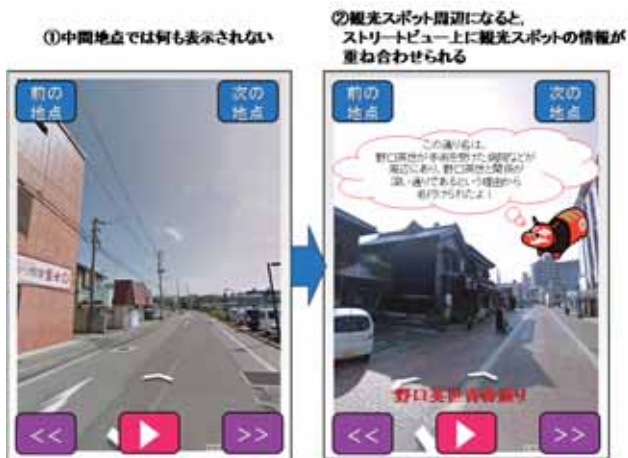 ①中間地点では何も表示されない
②観光スポット周辺になると,
ストリートビュー上に観光スポットの情報が
重ね合わせられる
前の
地点
次の
地点
<<
>>
前の
地点
次の
地点
この通り名は、
野口英世が手術を受けた病院などが
周辺にあり、野口英世と関係が
深い通りであるという理由から
名付けられたよ！
野口英世青春通り
<<
>>